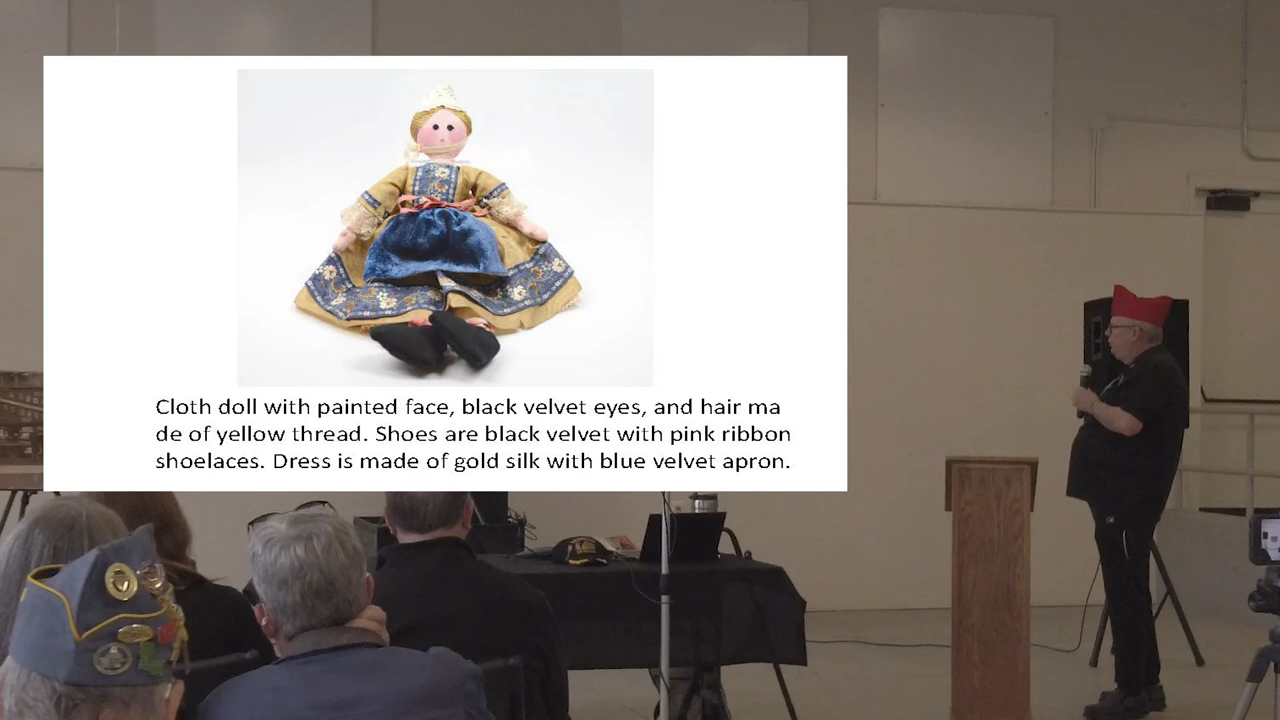 Cloth doll with painted face, black velvet eyes, and hair ma
de of yellow thread. Shoes are black velvet with pink ribbon
shoelaces. Dress is made of gold silk with blue velvet apron.